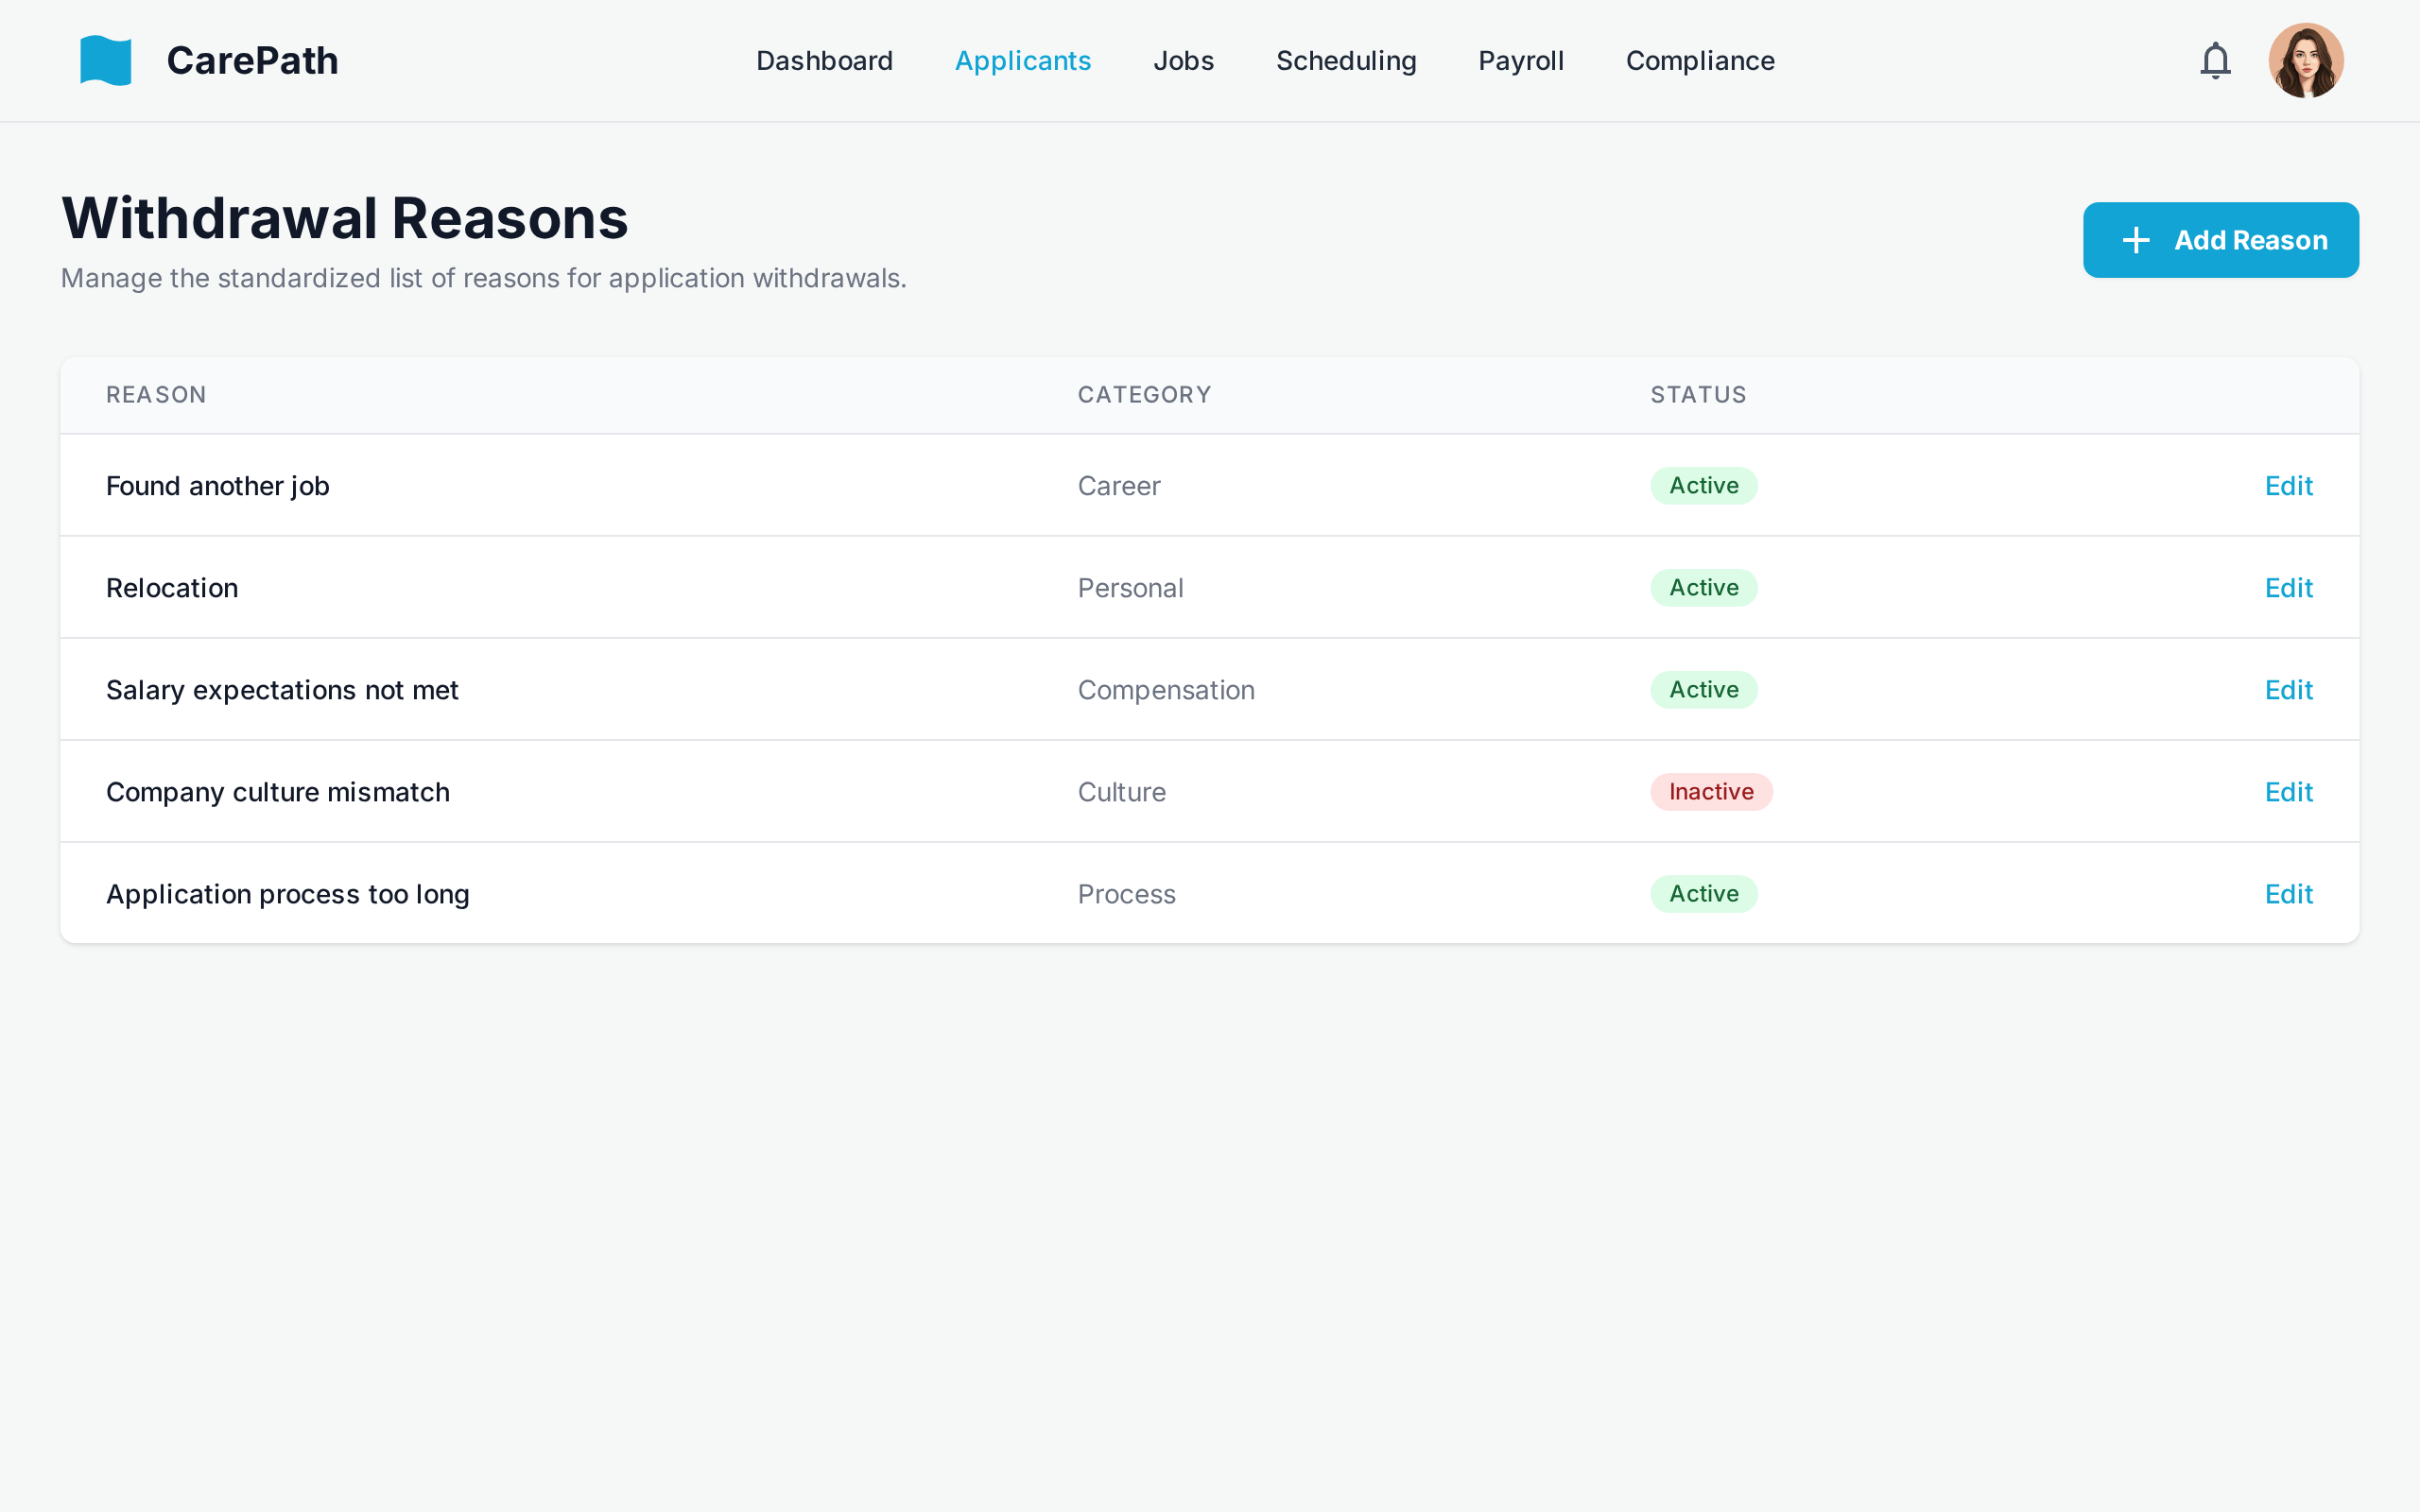 CarePath
Dashboard Applicants Jobs Scheduling Payroll Compliance
Withdrawal Reasons
Manage the standardized list of reasons for application withdrawals.
Add Reason
REASON CATEGORY STATUS
Found another job Career Active Edit
Relocation Personal Active Edit
Salary expectations not met Compensation Active Edit
Company culture mismatch Culture Inactive Edit
Application process too long Process Active Edit